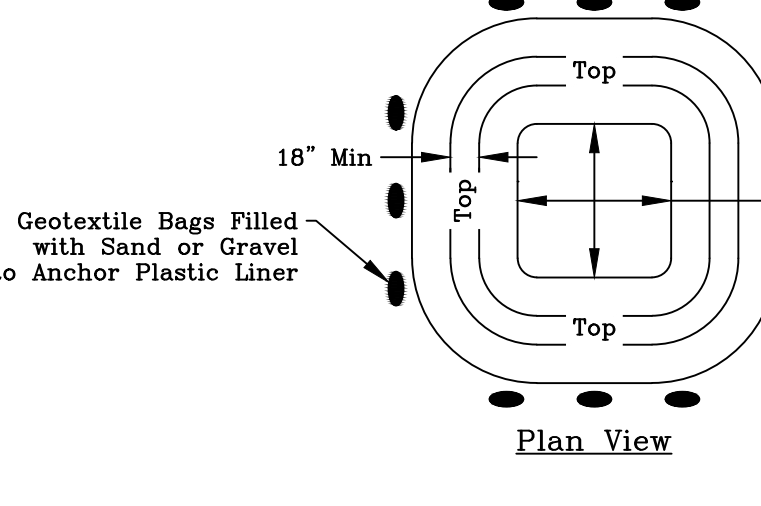 Top
18" Min
Top
Geotextile Bags Filled
with Sand or Gravel
Anchor Plastic Liner
Top
Plan View